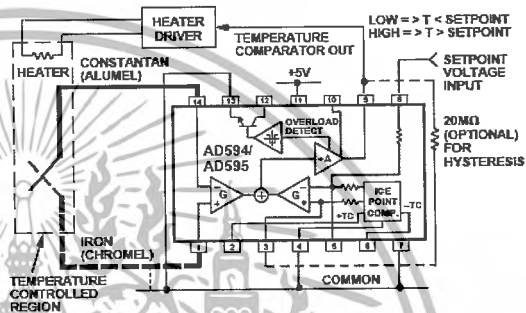 HEATER
DRIVER
TEMPERATURE
COMPARATOR OUT
LOW = > T < SETPOINT
HIGH = > T > SETPOINT
HEATER
CONSTANTAN
(ALUMEL)
+5V
SETPOINT
VOLTAGE
INPUT
14
13
12
11
10
9
8
20MΩ
(OPTIONAL)
FOR
HYSTERESIS
OVERLOAD
DETECT
AD594/
AD595
+A
G
G
ICE
POINT
COMP.
+TC
–TC
IRON
(CHROMEL)
1
2
3
4
5
6
7
TEMPERATURE
CONTROLLED
REGION
COMMON